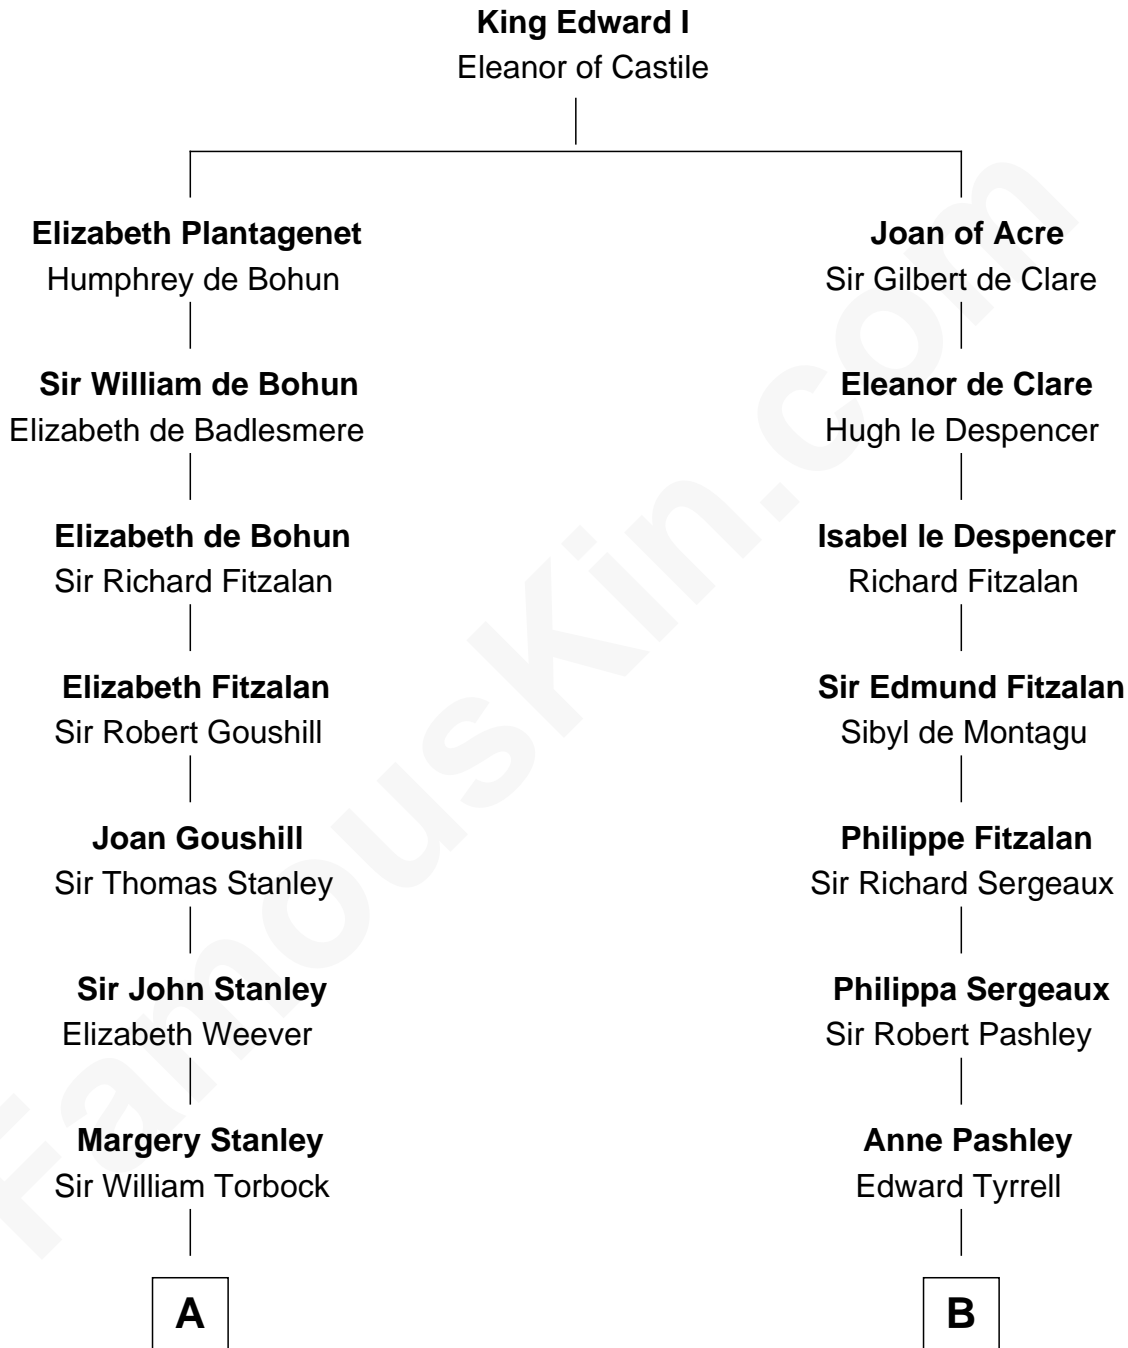 King Edward I
Eleanor of Castile
Elizabeth Plantagenet
Humphrey de Bohun
Joan of Acre
Sir Gilbert de Clare
Sir William de Bohun
Elizabeth de Badlesmere
Eleanor de Clare
Hugh le Despencer
Elizabeth de Bohun
Sir Richard Fitzalan
Isabel le Despencer
Richard Fitzalan
Elizabeth Fitzalan
Sir Robert Goushill
Sir Edmund Fitzalan
Sibyl de Montagu
Joan Goushill
Sir Thomas Stanley
Philippe Fitzalan
Sir Richard Sergeaux
Sir John Stanley
Elizabeth Weever
Philippa Sergeaux
Sir Robert Pashley
Margery Stanley
Sir William Torbock
Anne Pashley
Edward Tyrrell
A
B
FamousKin.com